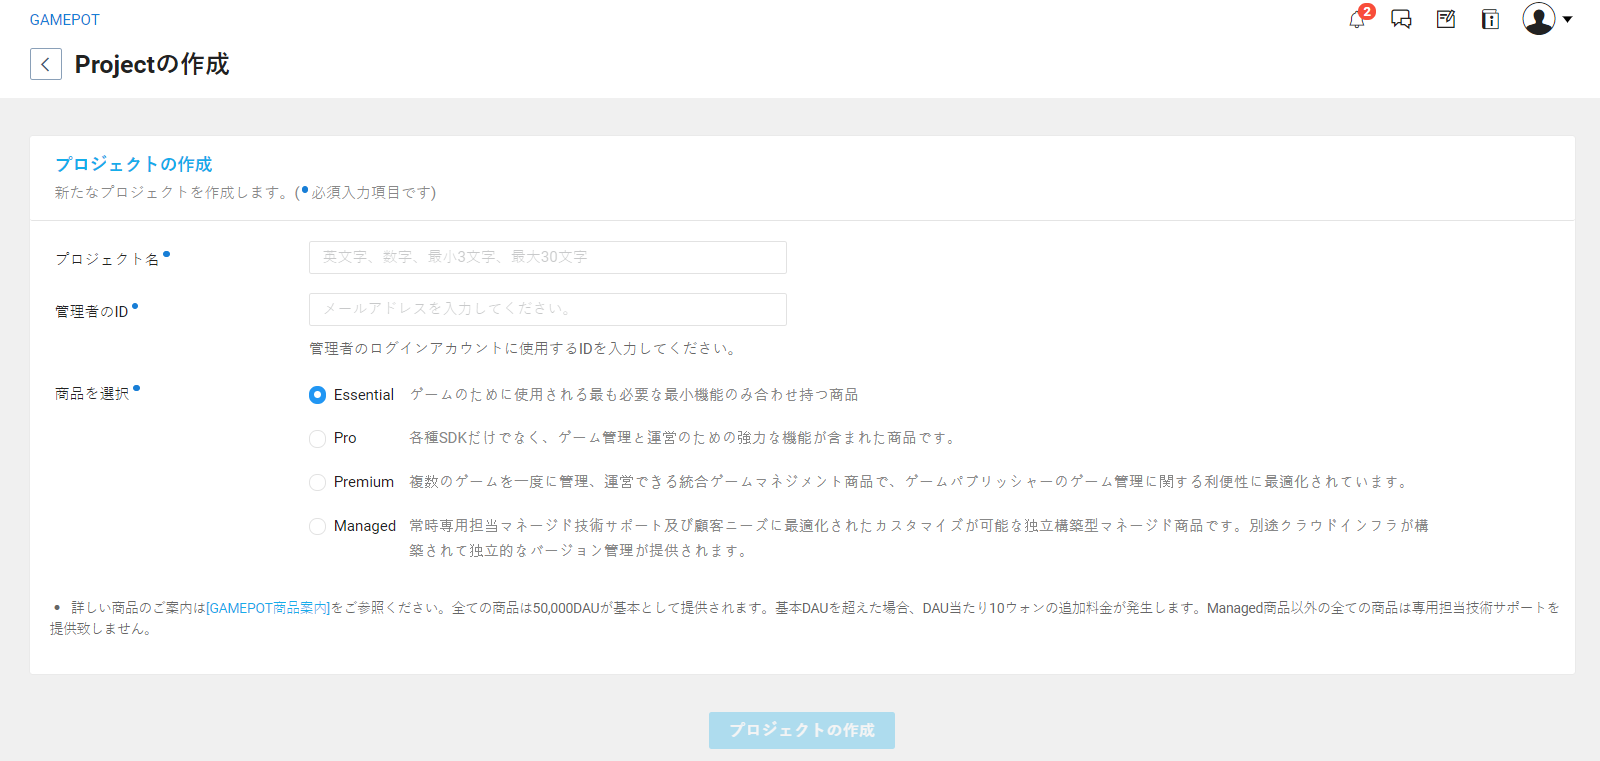 GAMEPOT
2
Projectの作成
プロジェクトの作成
新たなプロジェクトを作成します。(●必須入力項目です)
プロジェクト名●
英文字、数字、最小3文字、最大30文字
管理者のID●
メールアドレスを入力してください。
管理者のログインアカウントに使用するIDを入力してください。
商品を選択●
Essential ゲームのために使用される最も必要な最小機能のみ合わせ持つ商品
Pro 各種SDKだけでなく、ゲーム管理と運営のための強力な機能が含まれた商品です。
Premium 複数のゲームを一度に管理、運営できる統合ゲームマネジメント商品で、ゲームパブリッシャーのゲーム管理に関する利便性に最適化されています。
Managed 常時専用担当マネージド技術サポート及び顧客ニーズに最適化されたカスタマイズが可能な独立構築型マネージド商品です。別途クラウドインフラが構
築されて独立的なバージョン管理が提供されます。
• 詳しい商品のご案内は[GAMEPOT商品案内]をご参照ください。全ての商品は50,000DAUが基本として提供されます。基本DAUを超えた場合、DAU当たり10ウォンの追加料金が発生します。Managed商品以外の全ての商品は専用担当技術サポートを
提供致しません。
プロジェクトの作成